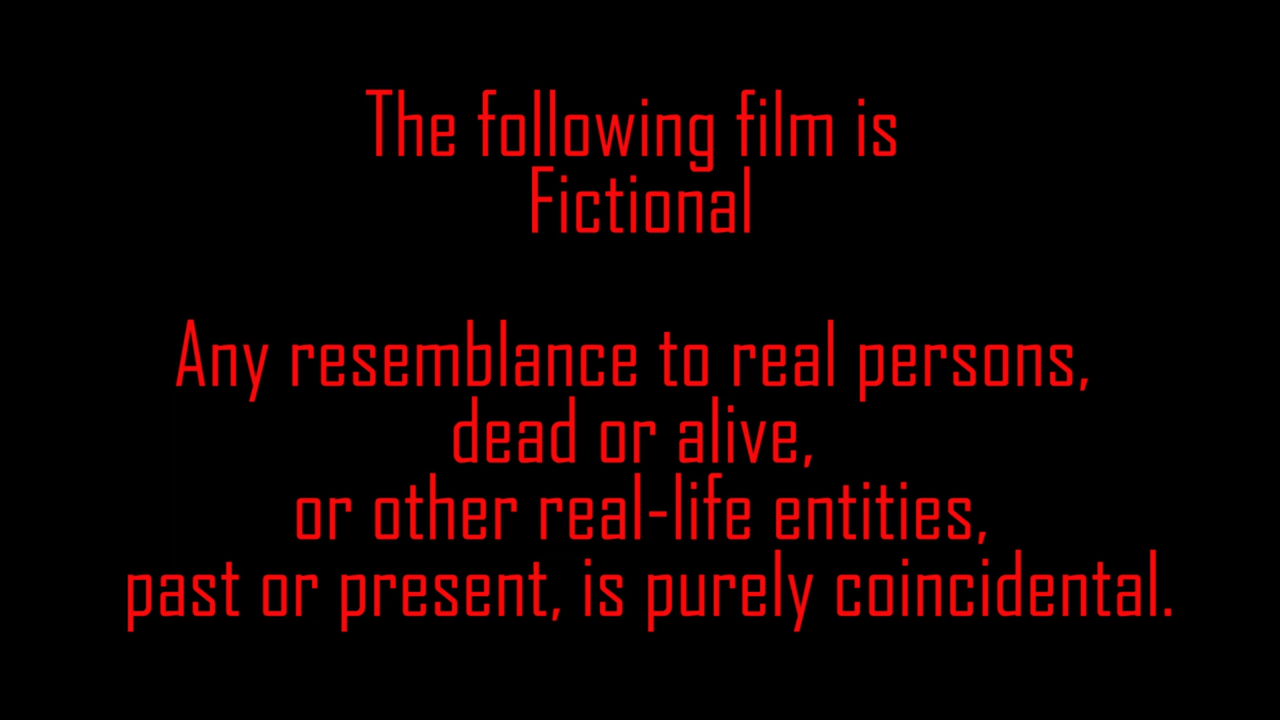 The following film is
Fictional
Any resemblance to real persons,
dead or alive,
or other real-life entities,
past or present, is purely coincidental.